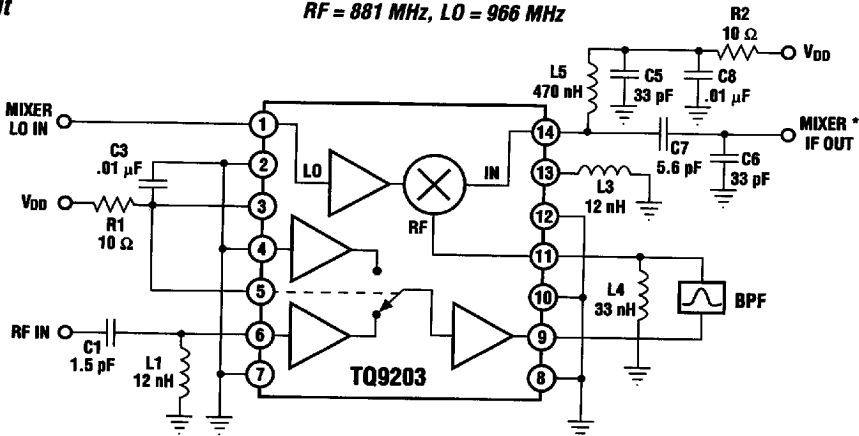 RF = 881 MHz, LO = 966 MHz
R2
10 Ω
VDD
L5
470 nH
C5
33 pF
C8
.01 µF
MIXER
LO IN
1
14
MIXER *
IF OUT
C7
5.6 pF
C6
33 pF
C3
.01 µF
2
LO
IN
13
L3
12 nH
VDD
R1
10 Ω
3
RF
12
4
11
5
10
L4
33 nH
BPF
RF IN
C1
1.5 pF
L1
12 nH
6
9
7
TQ9203
8